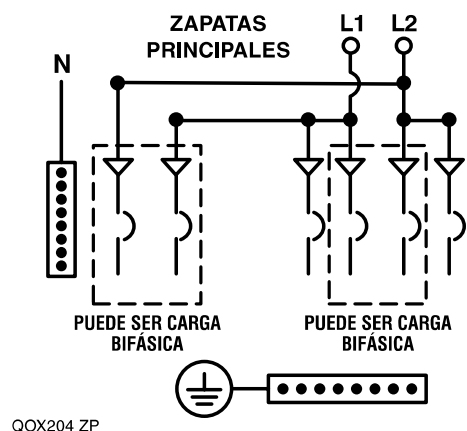 ZAPATAS
PRINCIPALES
L1 L2
N
PUEDE SER CARGA
BIFÁSICA
PUEDE SER CARGA
BIFÁSICA
QOX204 ZP